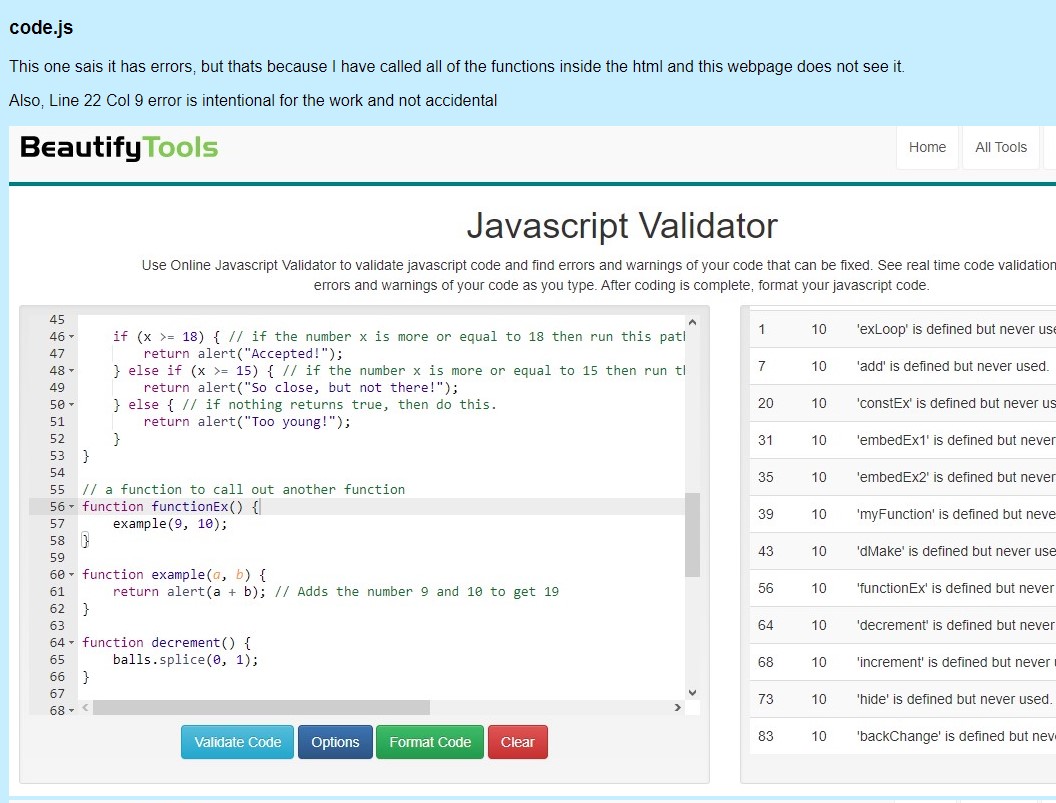 code.js
This one sais it has errors, but thats because I have called all of the functions inside the html and this webpage does not see it.
Also, Line 22 Col 9 error is intentional for the work and not accidental
BeautifyTools
Home All Tools
Javascript Validator
Use Online Javascript Validator to validate javascript code and find errors and warnings of your code that can be fixed. See real time code validation
errors and warnings of your code as you type. After coding is complete, format your javascript code.
45
46 if (x >= 18) { // if the number x is more or equal to 18 then run this pat
47 return alert("Accepted!");
48 } else if (x >= 15) { // if the number x is more or equal to 15 then run t
49 return alert("So close, but not there!");
50 } else { // if nothing returns true, then do this.
51 return alert("Too young!");
52 }
53 }
54
55 // a function to call out another function
56 function functionEx() {
57 example(9, 10);
58 }
59
60 function example(a, b) {
61 return alert(a + b); // Adds the number 9 and 10 to get 19
62 }
63
64 function decrement() {
65 balls.splice(0, 1);
66 }
67
68
Validate Code Options Format Code Clear
1 10 'exLoop' is defined but never use
7 10 'add' is defined but never used.
20 10 'constEx' is defined but never us
31 10 'embedEx1' is defined but never
35 10 'embedEx2' is defined but never
39 10 'myFunction' is defined but neve
43 10 'dMake' is defined but never use
56 10 'functionEx' is defined but never
64 10 'decrement' is defined but never
68 10 'increment' is defined but never
73 10 'hide' is defined but never used.
83 10 'backChange' is defined but nev